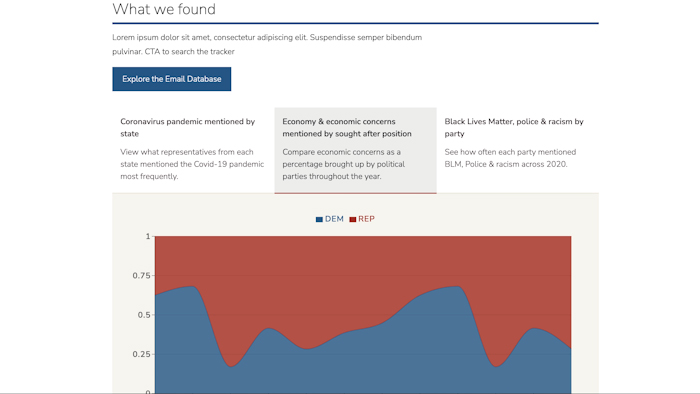 What we found
Lorem ipsum dolor sit amet, consectetur adipiscing elit. Suspendisse semper bibendum
pulvinar. CTA to search the tracker
Explore the Email Database
Coronavirus pandemic mentioned by
state
View what representatives from each
state mentioned the Covid-19 pandemic
most frequently.
Economy & economic concerns
mentioned by sought after position
Compare economic concerns as a
percentage brought up by political
parties throughout the year.
Black Lives Matter, police & racism by
party
See how often each party mentioned
BLM, Police & racism across 2020.
DEM REP
1
0.75
0.5
0.25
0